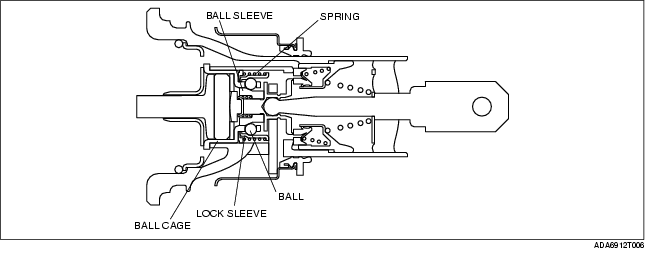 BALL SLEEVE
SPRING
BALL
LOCK SLEEVE
BALL CAGE
ADA6912T006